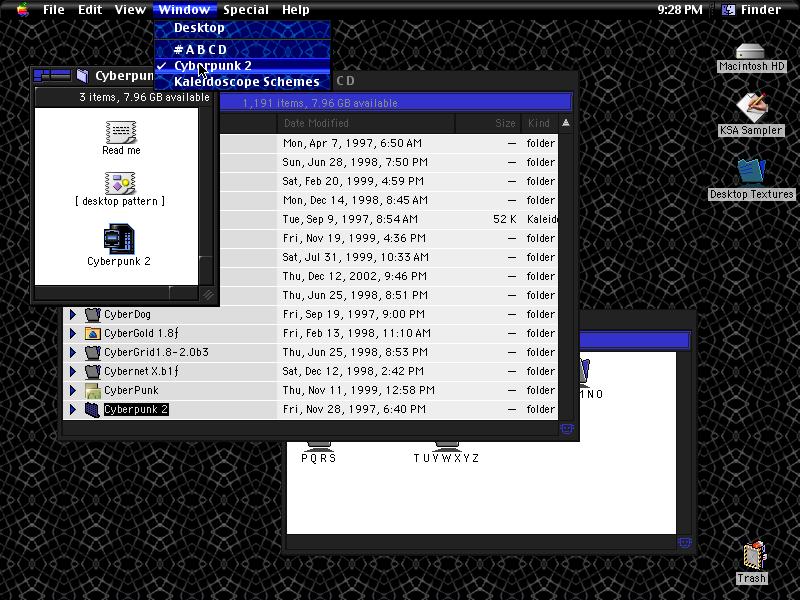 File Edit View Window Special Help 9:28 PM Finder
Desktop
#ABCD
✓ Cyberpunk 2
Kaleidoscope Schemes
Cyberpun
3 items, 7.96 GB available
Read me
[ desktop pattern ]
Cyberpunk 2
C D
1,191 items, 7.96 GB available
Date Modified Size Kind
Mon, Apr 7, 1997, 6:50 AM — folder
Sun, Jun 28, 1998, 7:50 PM — folder
Sat, Feb 20, 1999, 4:59 PM — folder
Mon, Dec 14, 1998, 8:45 AM — folder
Tue, Sep 9, 1997, 8:54 AM 52 K Kaleid
Fri, Nov 19, 1999, 4:36 PM — folder
Sat, Jul 31, 1999, 10:33 AM — folder
Thu, Dec 12, 2002, 9:46 PM — folder
Thu, Jun 25, 1998, 8:51 PM — folder
CyberDog Fri, Sep 19, 1997, 9:00 PM — folder
CyberGold 1.8ƒ Fri, Feb 13, 1998, 11:10 AM — folder
CyberGrid1.8-2.0b3 Thu, Jun 25, 1998, 8:53 PM — folder
Cybernet X.b1ƒ Sat, Dec 12, 1998, 2:42 PM — folder
CyberPunk Thu, Nov 11, 1999, 12:58 PM — folder
Cyberpunk 2 Fri, Nov 28, 1997, 6:40 PM — folder
NO
PQRS
TUVWXYZ
Macintosh HD
KSA Sampler
Desktop Textures
Trash